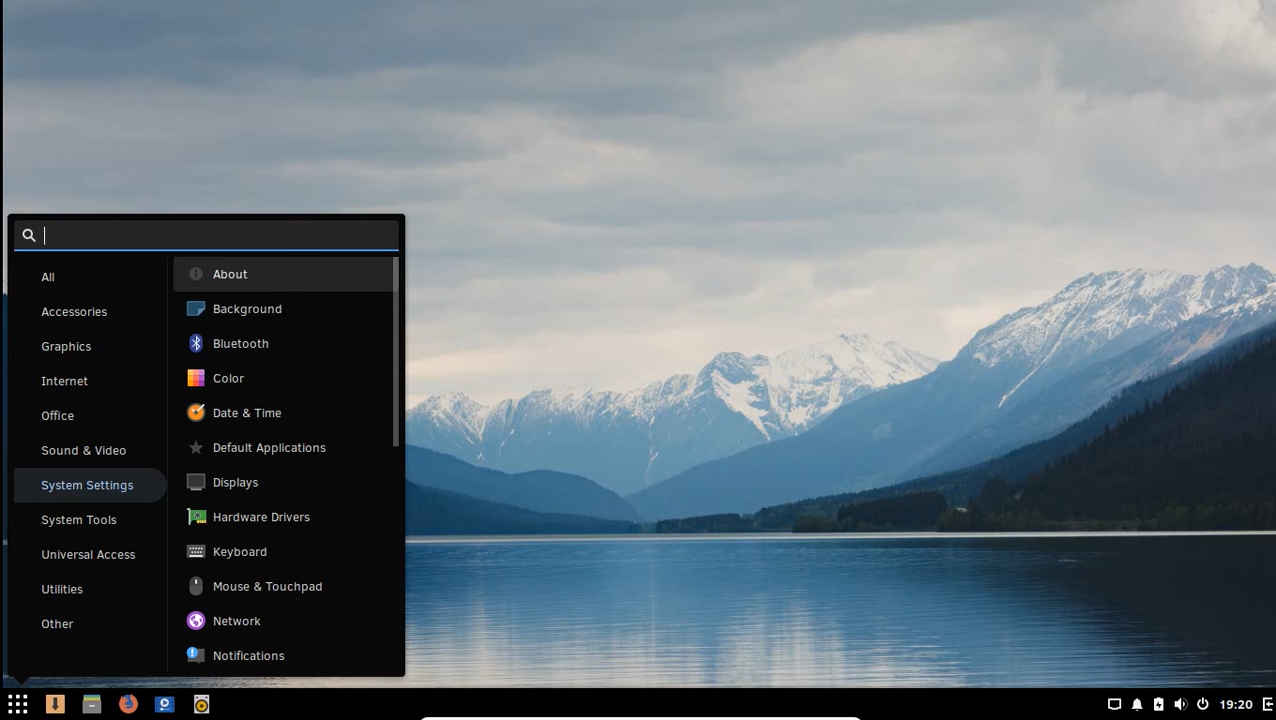 All
Accessories
Graphics
Internet
Office
Sound & Video
System Settings
System Tools
Universal Access
Utilities
Other
About
Background
Bluetooth
Color
Date & Time
Default Applications
Displays
Hardware Drivers
Keyboard
Mouse & Touchpad
Network
Notifications
19:20